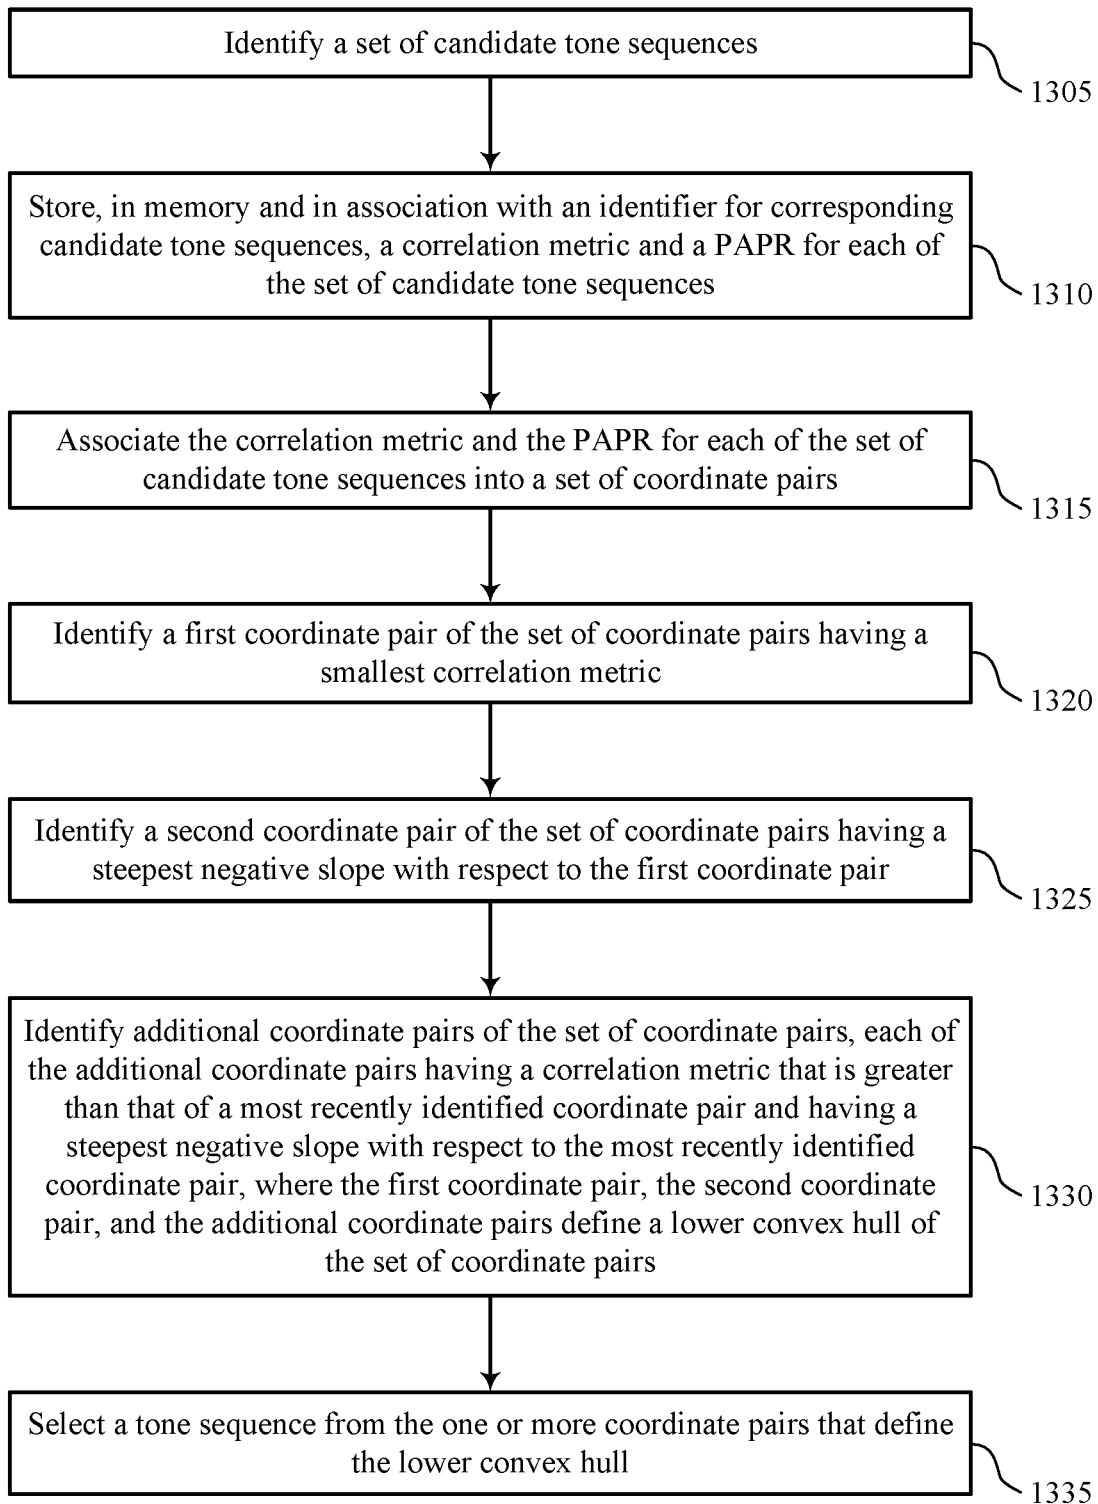 Identify a set of candidate tone sequences
1305
Store, in memory and in association with an identifier for corresponding
candidate tone sequences, a correlation metric and a PAPR for each of
the set of candidate tone sequences
1310
Associate the correlation metric and the PAPR for each of the set of
candidate tone sequences into a set of coordinate pairs
1315
Identify a first coordinate pair of the set of coordinate pairs having a
smallest correlation metric
1320
Identify a second coordinate pair of the set of coordinate pairs having a
steepest negative slope with respect to the first coordinate pair
1325
Identify additional coordinate pairs of the set of coordinate pairs, each of
the additional coordinate pairs having a correlation metric that is greater
than that of a most recently identified coordinate pair and having a
steepest negative slope with respect to the most recently identified
coordinate pair, where the first coordinate pair, the second coordinate
pair, and the additional coordinate pairs define a lower convex hull of
the set of coordinate pairs
1330
Select a tone sequence from the one or more coordinate pairs that define
the lower convex hull
1335